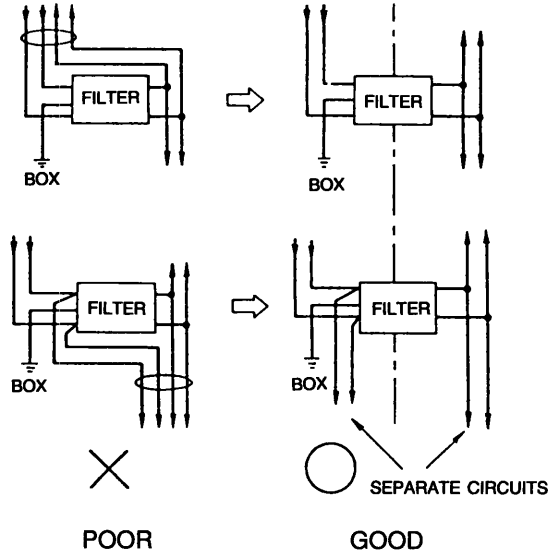 FILTER
FILTER
BOX
BOX
FILTER
FILTER
BOX
BOX
SEPARATE CIRCUITS
POOR
GOOD